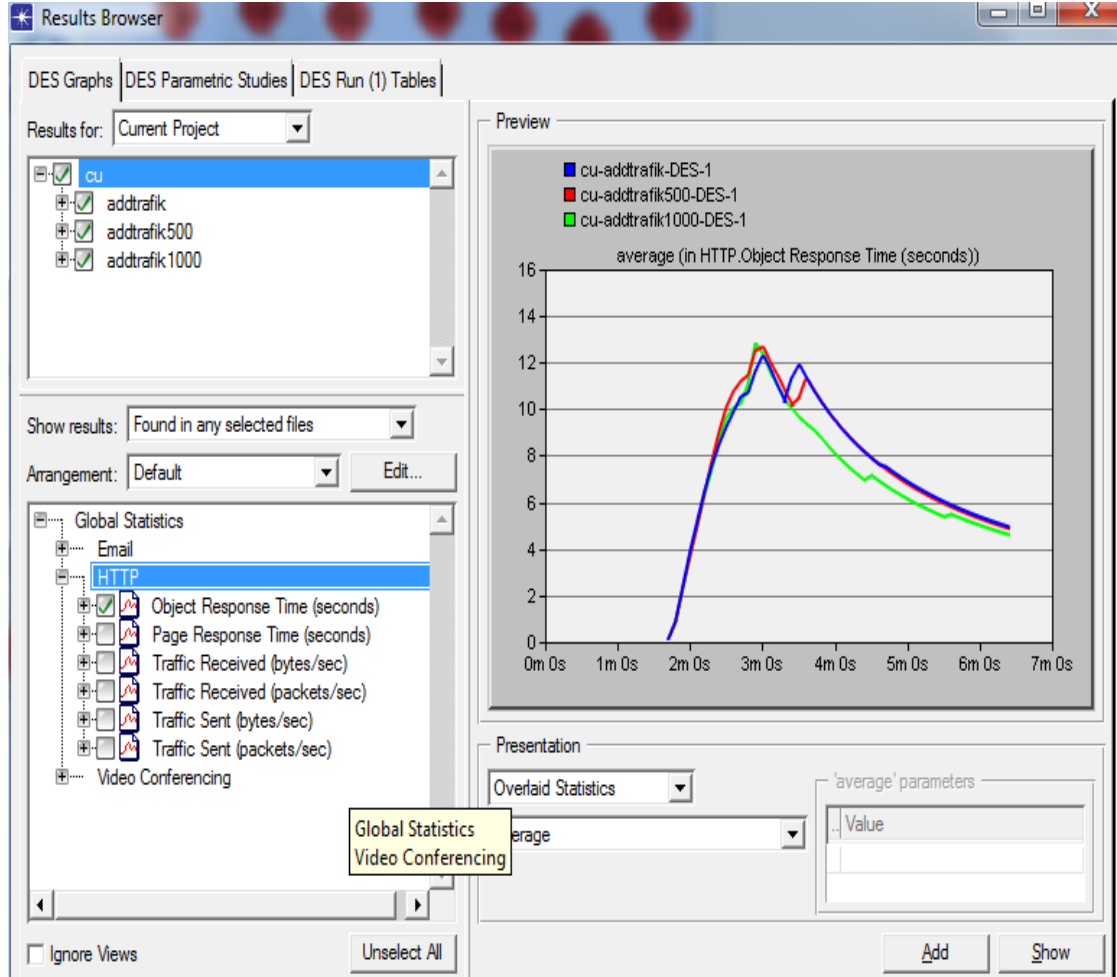 Results Browser
DES Graphs DES Parametric Studies DES Run (1) Tables
Results for: Current Project
cu
addtrafik
addtrafik500
addtrafik1000
Show results: Found in any selected files
Arrangement: Default Edit...
Global Statistics
Email
HTTP
Object Response Time (seconds)
Page Response Time (seconds)
Traffic Received (bytes/sec)
Traffic Received (packets/sec)
Traffic Sent (bytes/sec)
Traffic Sent (packets/sec)
Video Conferencing
Global Statistics
Video Conferencing
Ignore Views Unselect All
Preview
cu-addtrafik-DES-1
cu-addtrafik500-DES-1
cu-addtrafik1000-DES-1
average (in HTTP.Object Response Time (seconds))
16
14
12
10
8
6
4
2
0
0m 0s 1m 0s 2m 0s 3m 0s 4m 0s 5m 0s 6m 0s 7m 0s
Presentation
Overlaid Statistics
erage
'average' parameters
.. Value
Add Show